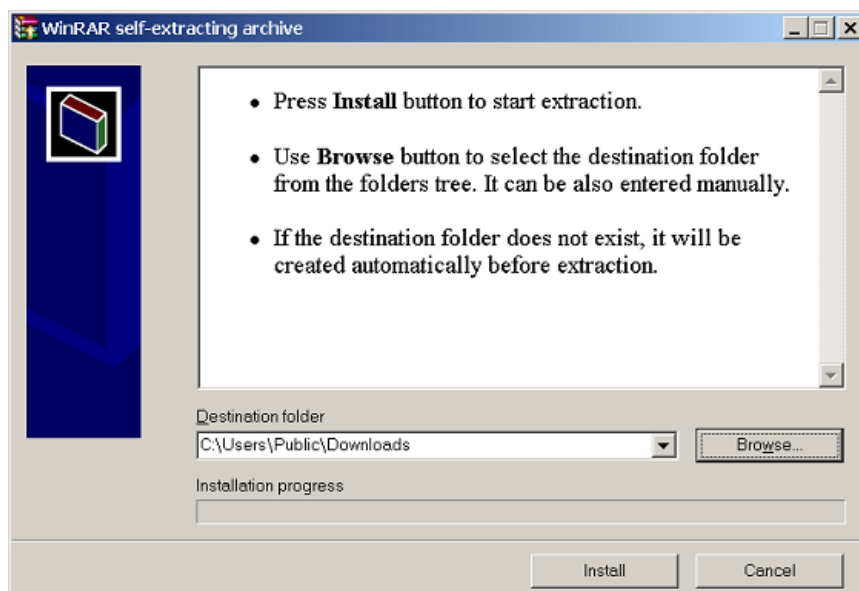 WinRAR self-extracting archive
• Press Install button to start extraction.
• Use Browse button to select the destination folder
from the folders tree. It can be also entered manually.
• If the destination folder does not exist, it will be
created automatically before extraction.
Destination folder
C:\Users\Public\Downloads
Browse...
Installation progress
Install
Cancel